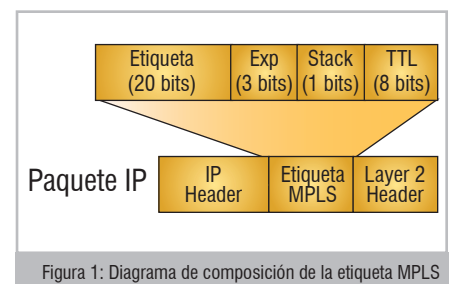 Etiqueta Exp Stack TTL
(20 bits) (3 bits) (1 bits) (8 bits)
Paquete IP
IP Etiqueta Layer 2
Header MPLS Header
Figura 1: Diagrama de composición de la etiqueta MPLS